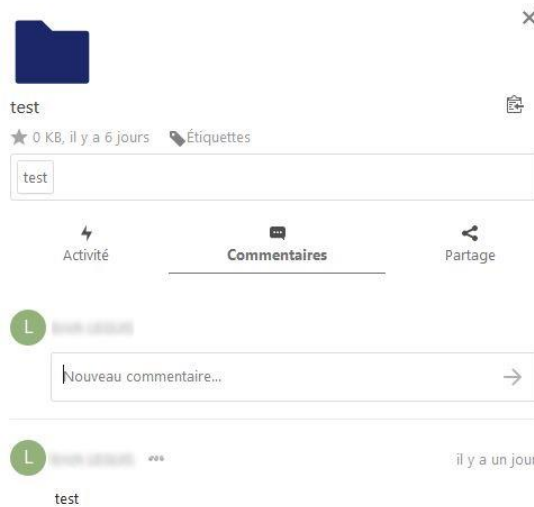 test
0 KB, il y a 6 jours Étiquettes
test
Activité Commentaires Partage
L
Nouveau commentaire...
L il y a un jour
test